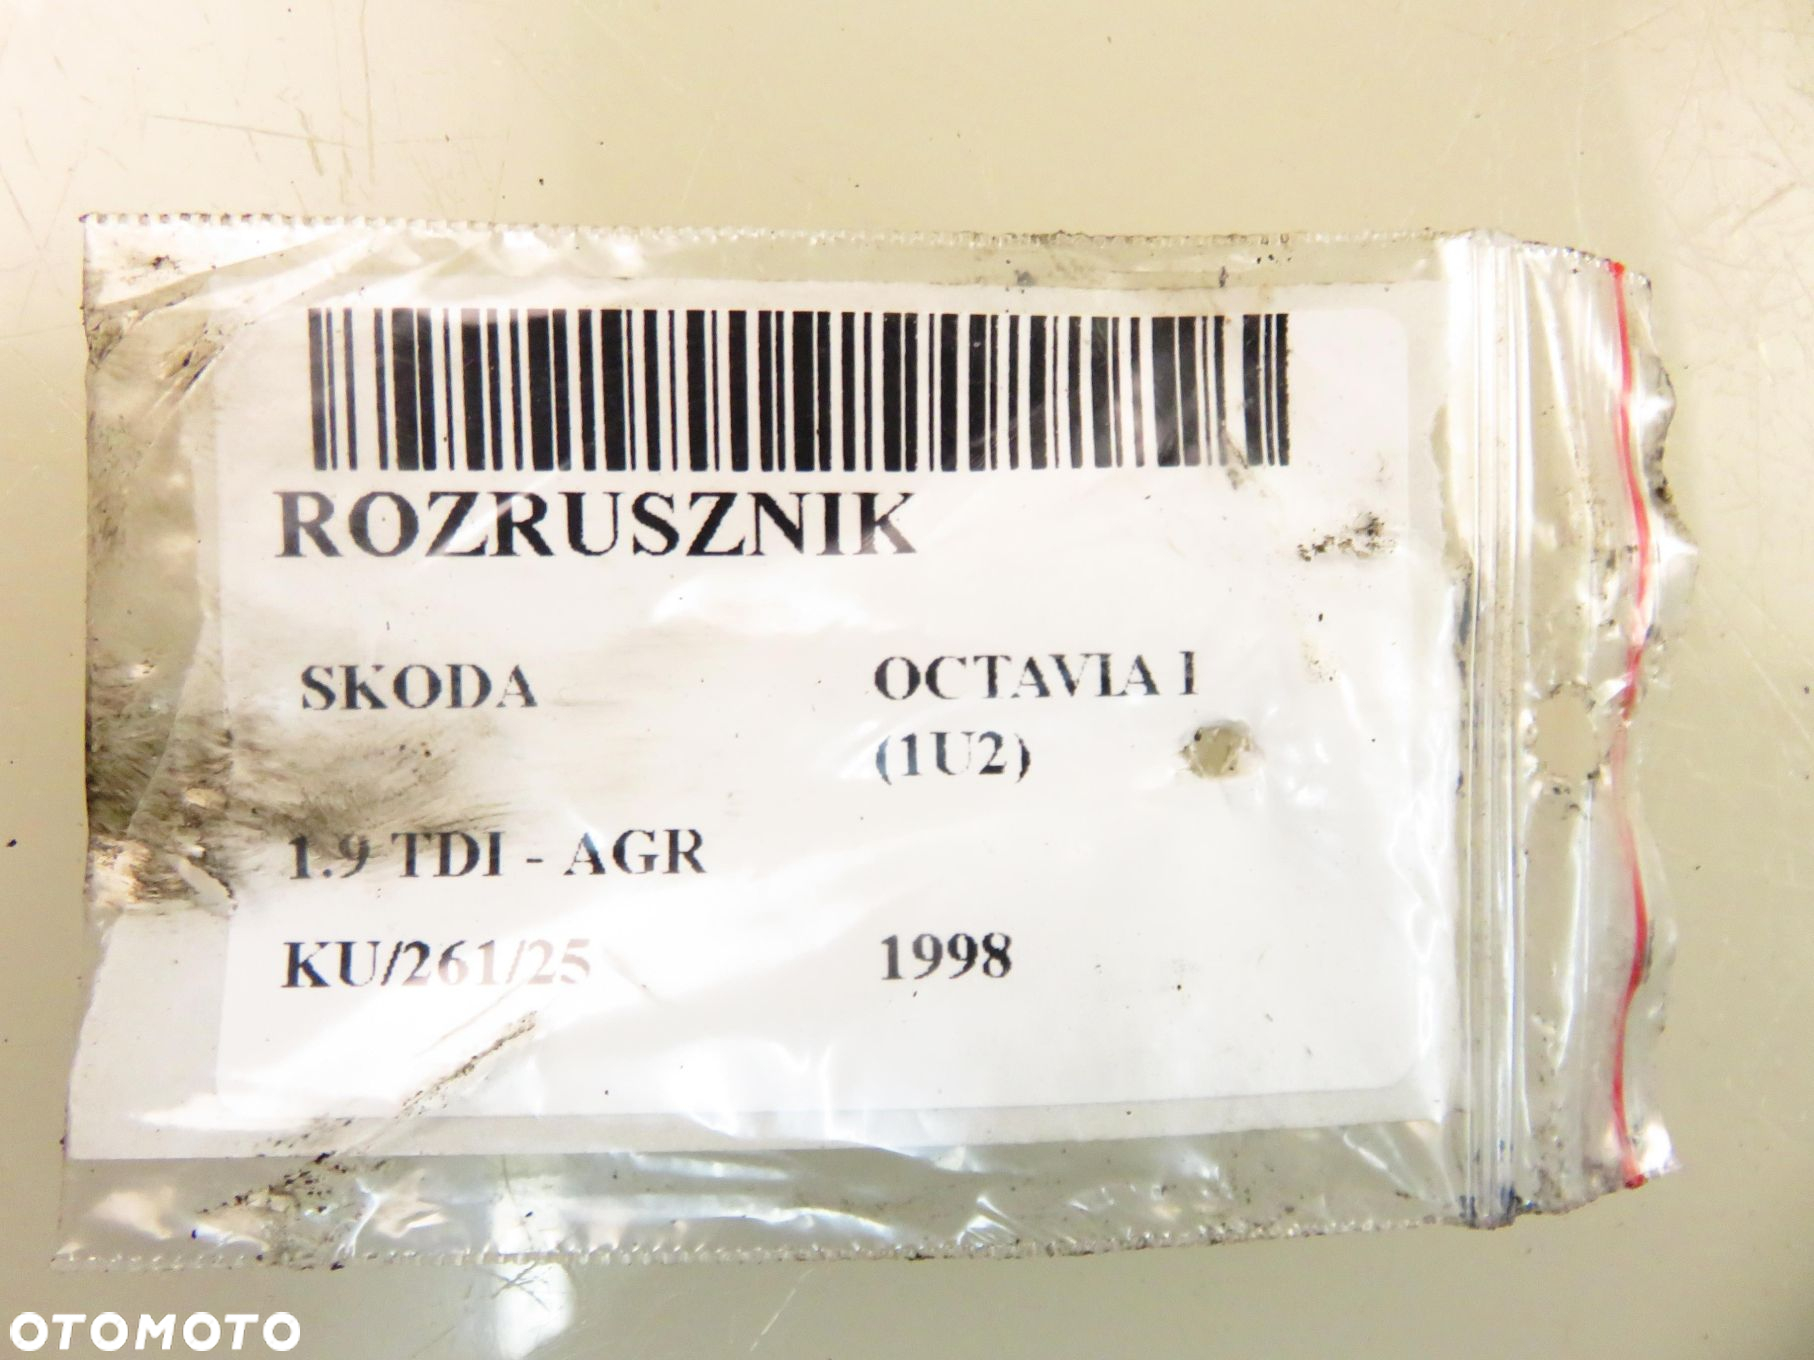 ROZRUSZNIK
SKODA
OCTAVIA I
(1U2)
1.9 TDI - AGR
KU/261/25
1998
OTOMOTO